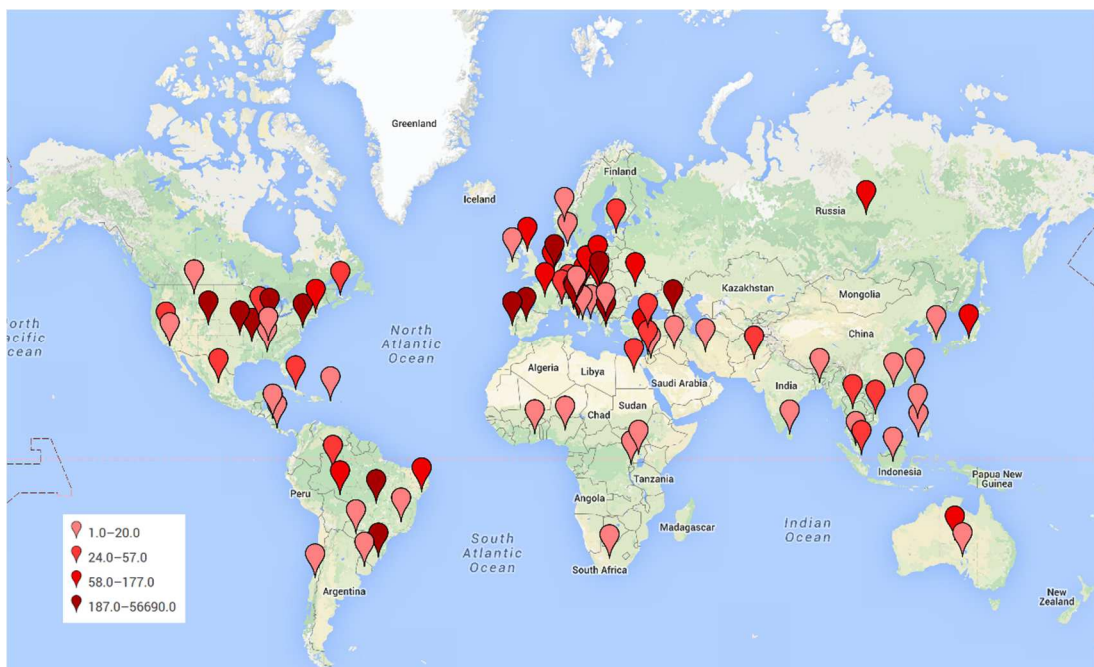 Greenland
Iceland
Finland
Russia
North
Pacific
Ocean
North
Atlantic
Ocean
Kazakhstan
Mongolia
China
Algeria
Libya
Saudi Arabia
India
Chad
Sudan
Indonesia
Papua New
Guinea
Peru
Tanzania
Angola
Indian
Ocean
Madagascar
South
Atlantic
Ocean
South Africa
Argentina
New
Zealand
1.0–20.0
24.0–57.0
58.0–177.0
187.0–56690.0